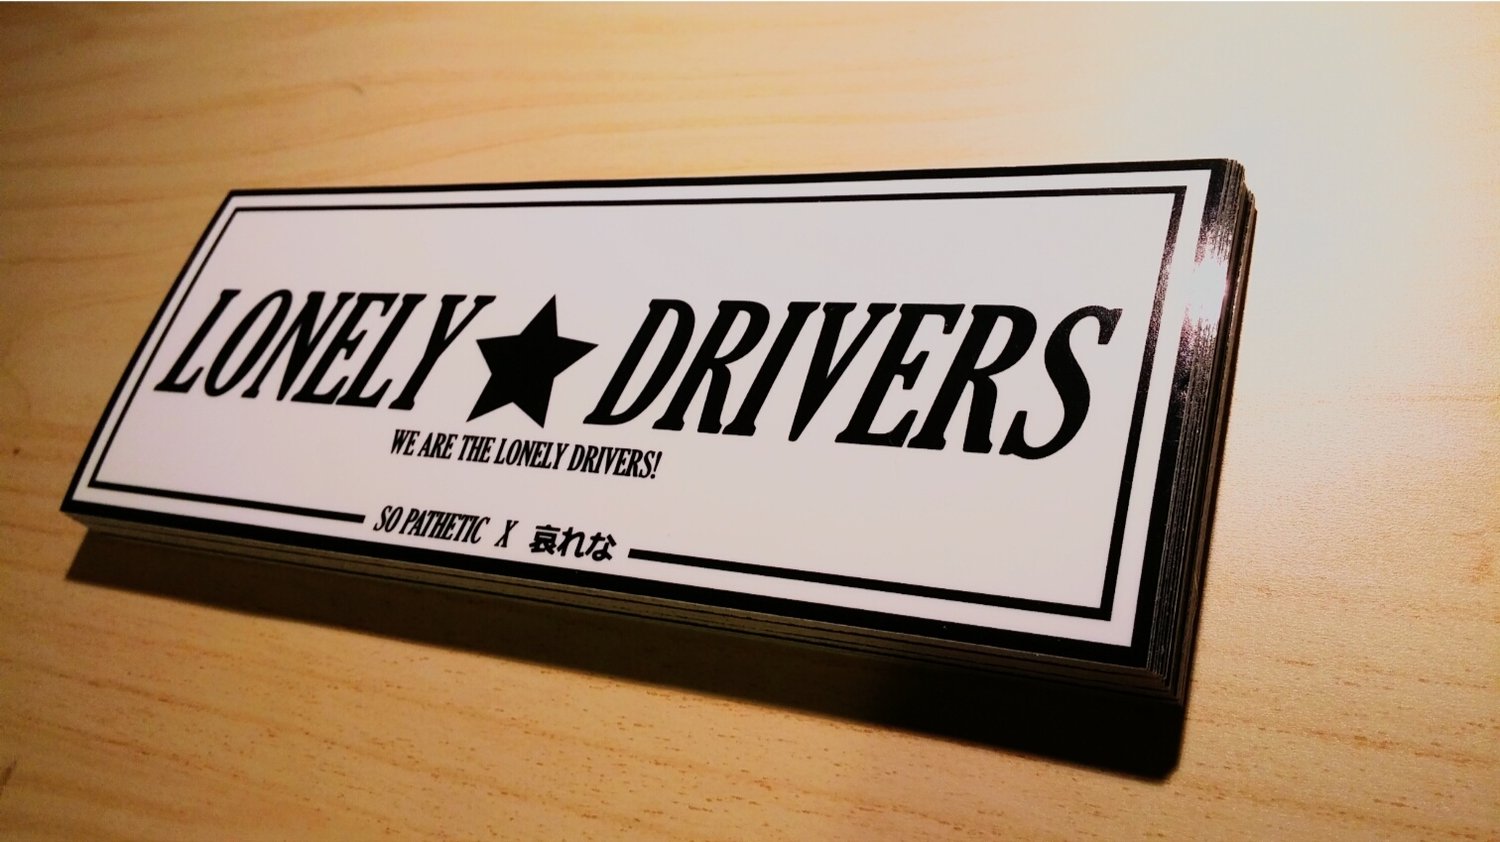 LONELY★DRIVERS
WE ARE THE LONELY DRIVERS!
SO PATHETIC X 哀れな